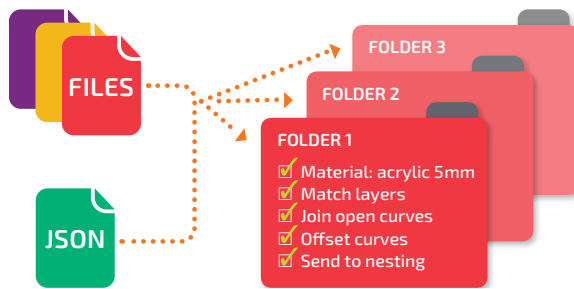 FILES
JSON
FOLDER 3
FOLDER 2
FOLDER 1
Material: acrylic 5mm
Match layers
Join open curves
Offset curves
Send to nesting